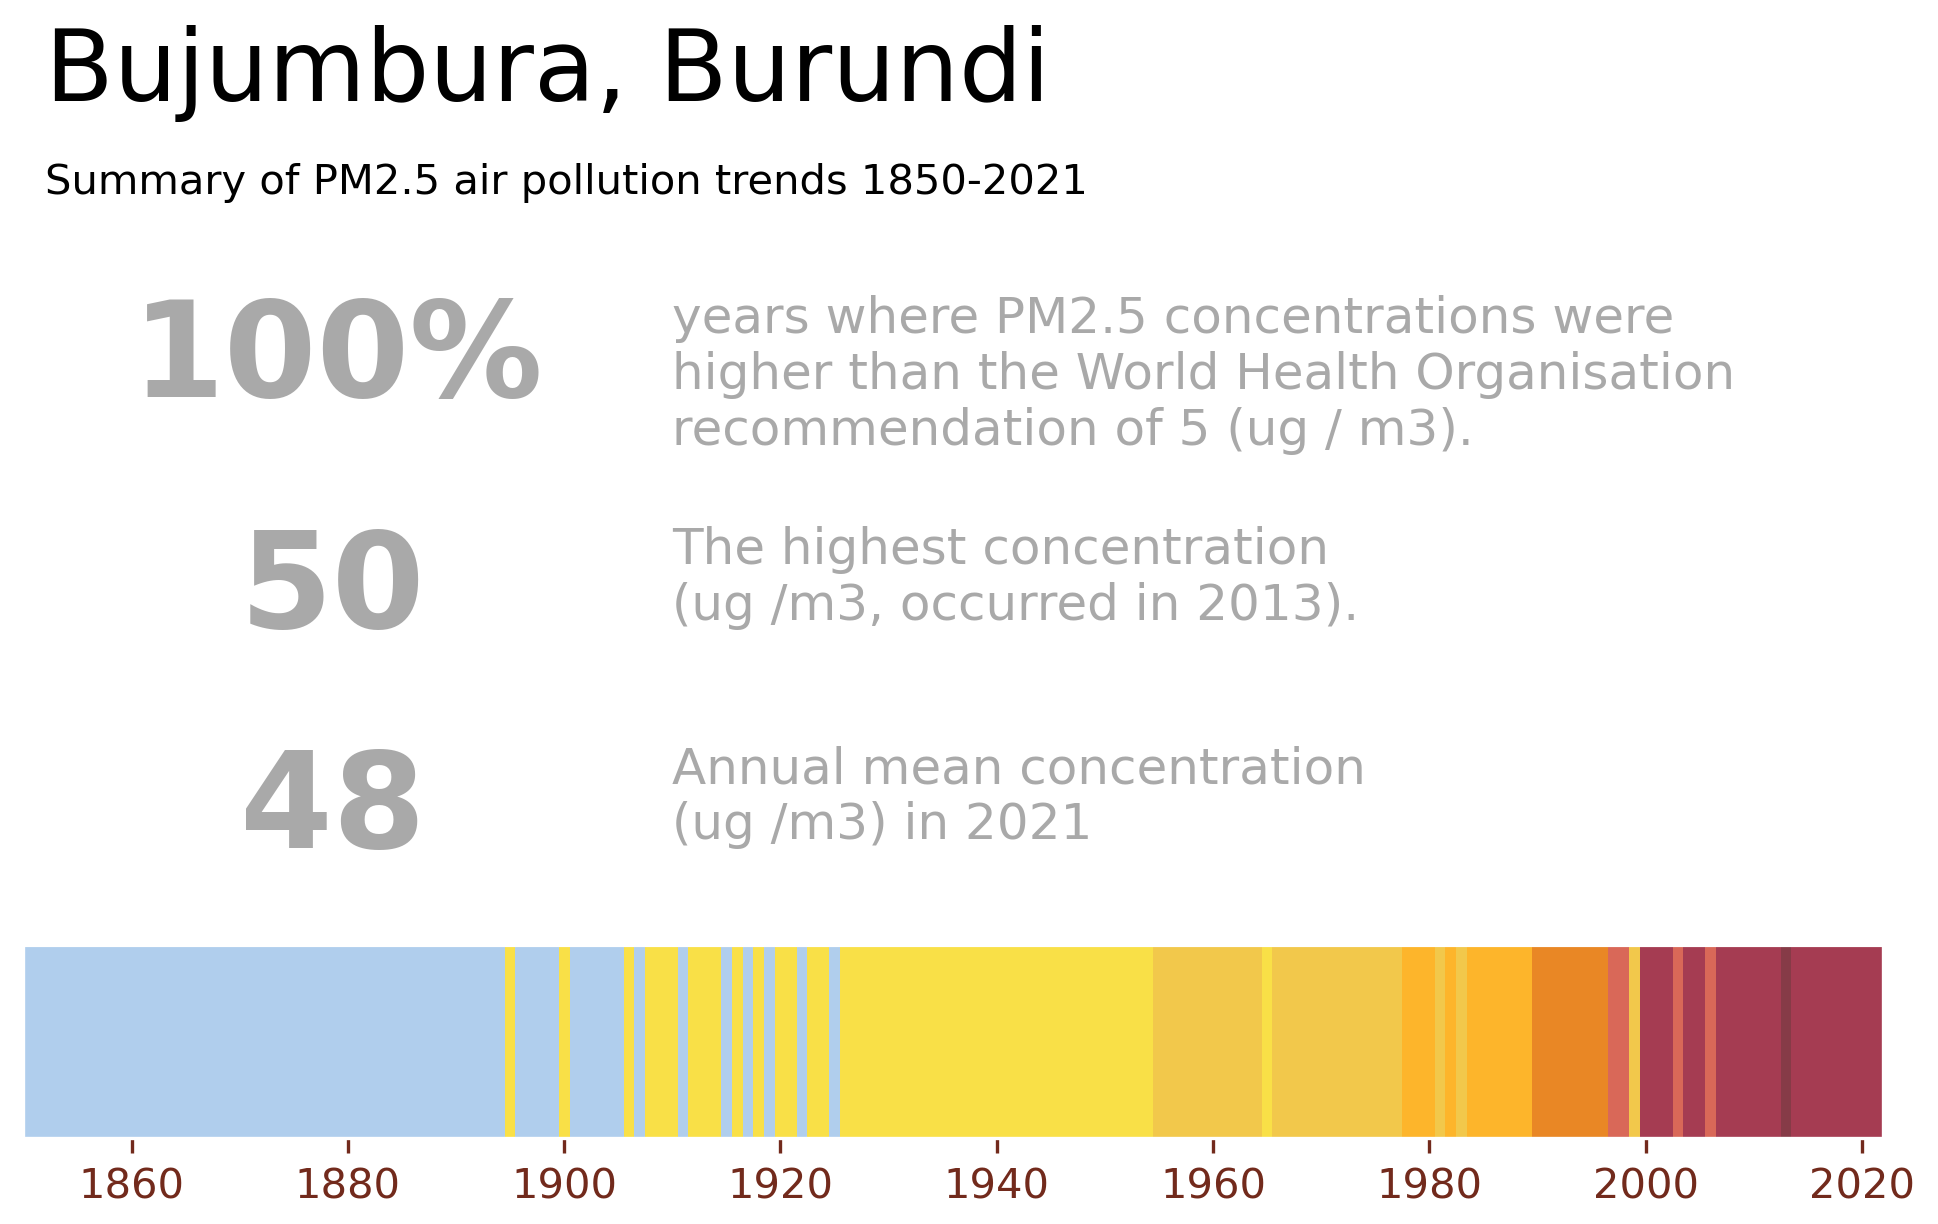 Bujumbura, Burundi
Summary of PM2.5 air pollution trends 1850-2021
100%
years where PM2.5 concentrations were
higher than the World Health Organisation
recommendation of 5 (ug / m3).
50
The highest concentration
(ug /m3, occurred in 2013).
48
Annual mean concentration
(ug /m3) in 2021
1860 1880 1900 1920 1940 1960 1980 2000 2020